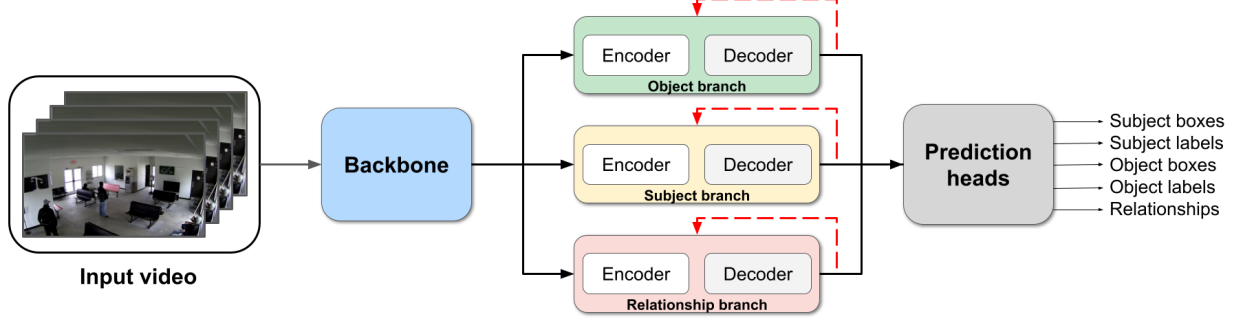 Input video
Backbone
Encoder
Decoder
Object branch
Encoder
Decoder
Subject branch
Encoder
Decoder
Relationship branch
Prediction
heads
Subject boxes
Subject labels
Object boxes
Object labels
Relationships